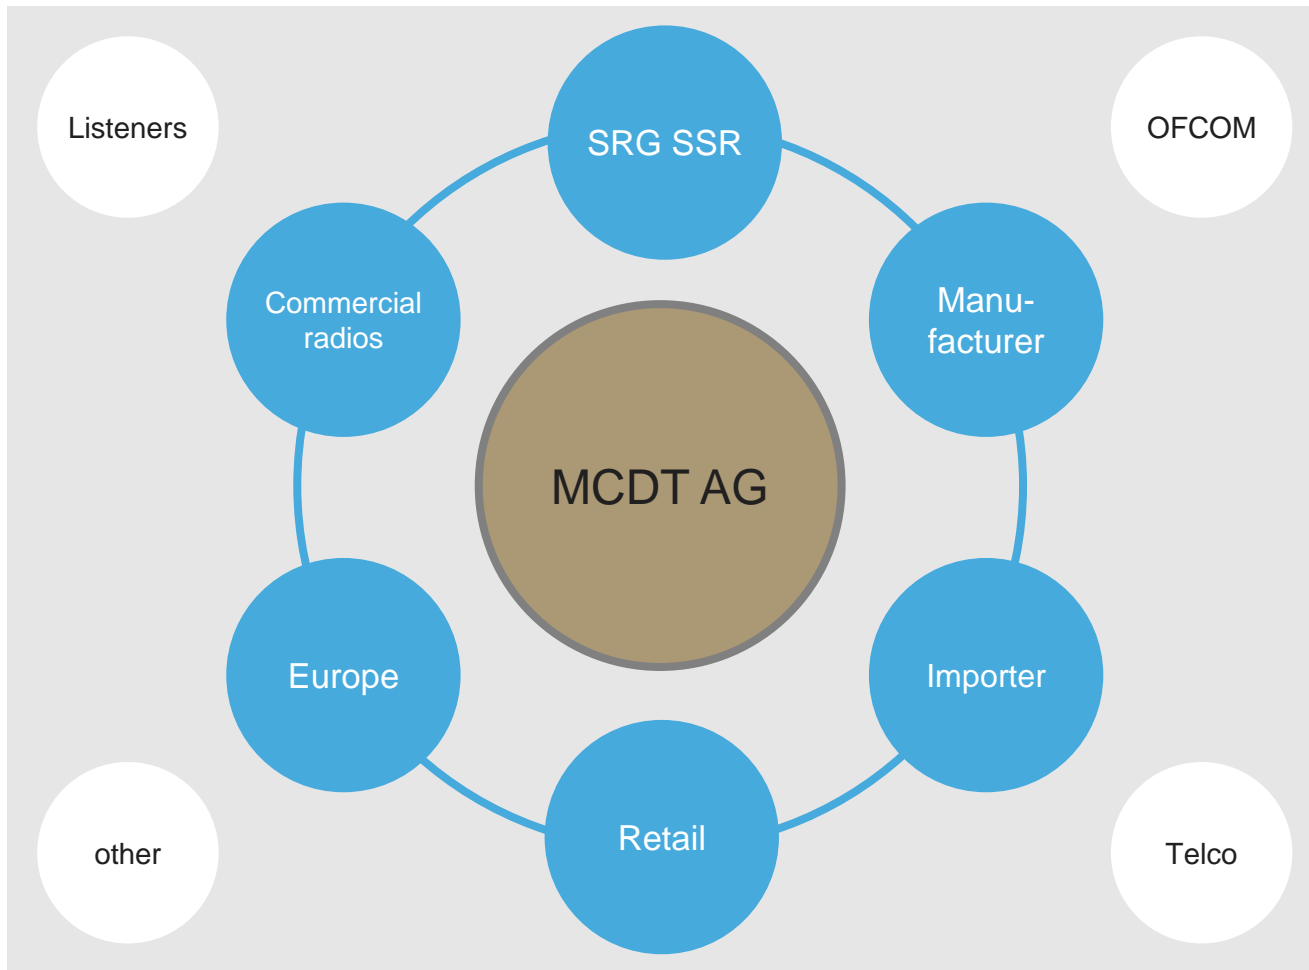 Listeners
SRG SSR
OFCOM
Commercial
radios
Manu-
facturer
MCDT AG
Europe
Importer
Retail
other
Telco